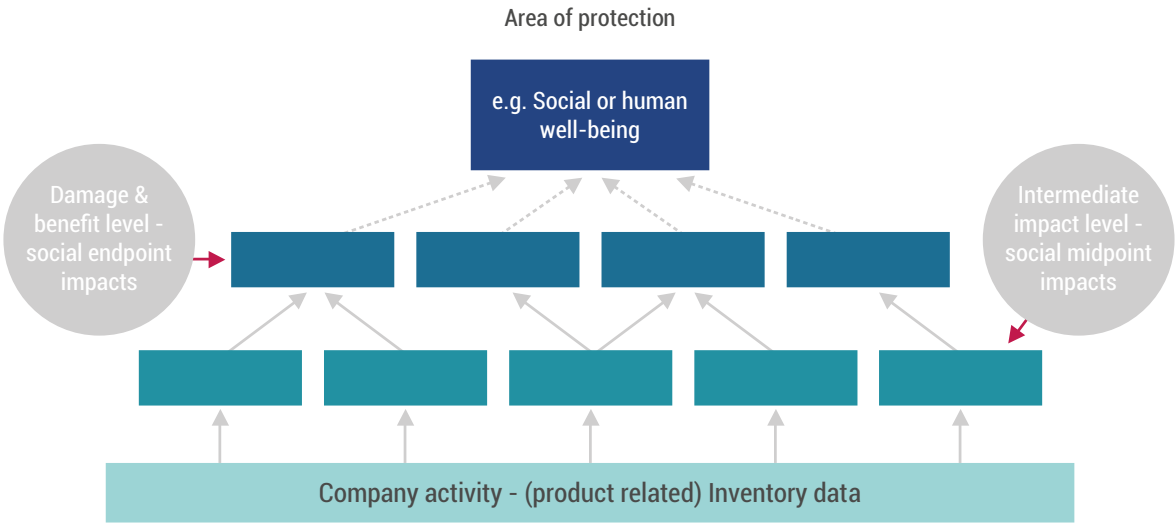 Area of protection
e.g. Social or human
well-being
Damage &
benefit level -
social endpoint
impacts
Intermediate
impact level -
social midpoint
impacts
Company activity - (product related) Inventory data